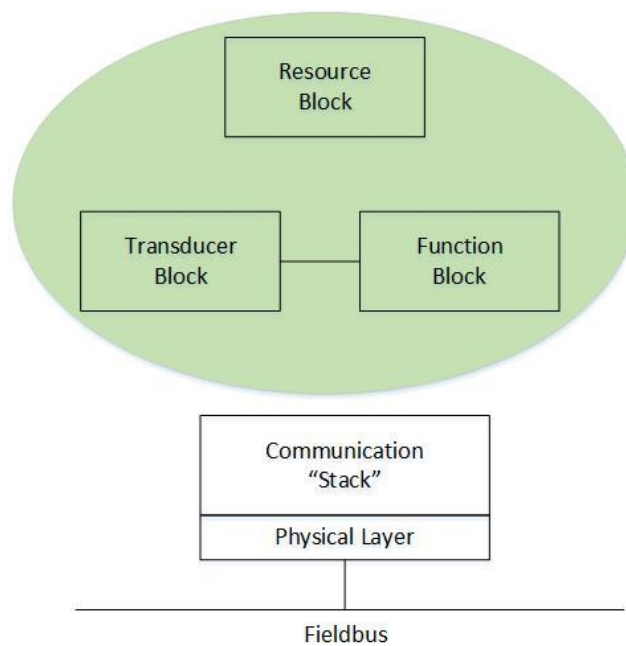 Resource
Block
Transducer
Block
Function
Block
Communication
“Stack”
Physical Layer
Fieldbus